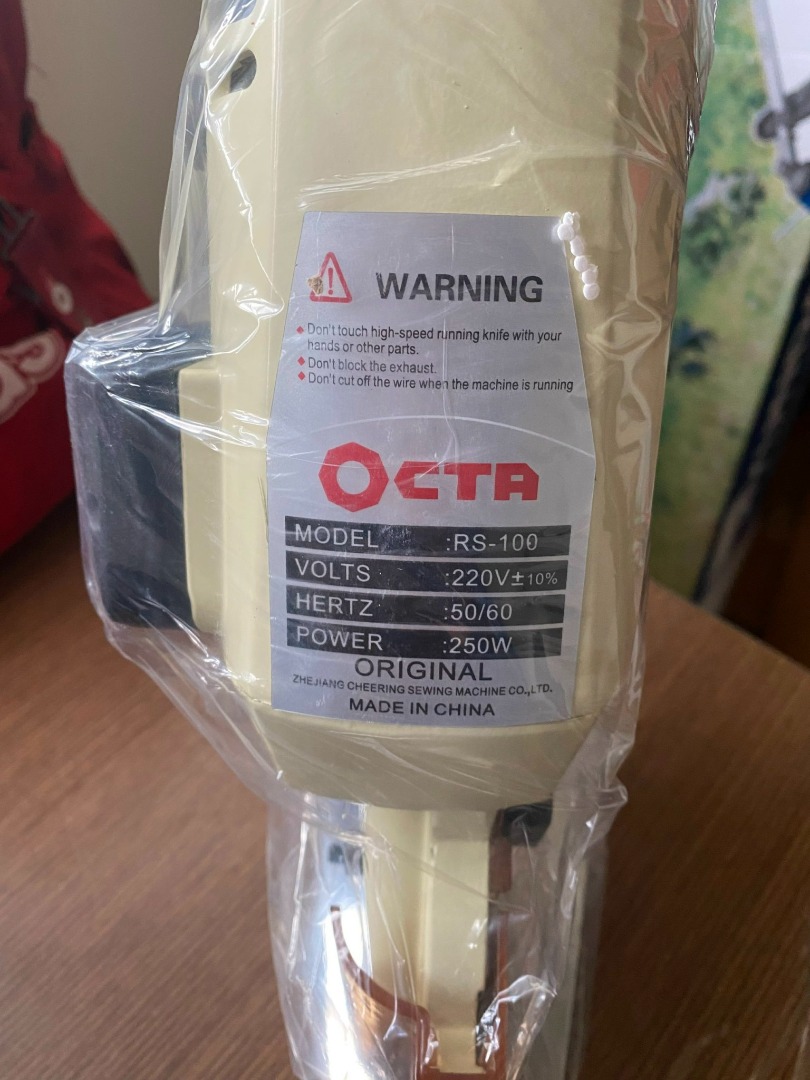 WARNING
Don't touch high-speed running knife with your
hands or other parts.
Don't block the exhaust.
Don't cut off the wire when the machine is running
OCTA
MODEL :RS-100
VOLTS :220V±10%
HERTZ :50/60
POWER :250W
ORIGINAL
ZHEJIANG CHEERING SEWING MACHINE CO.,LTD.
MADE IN CHINA